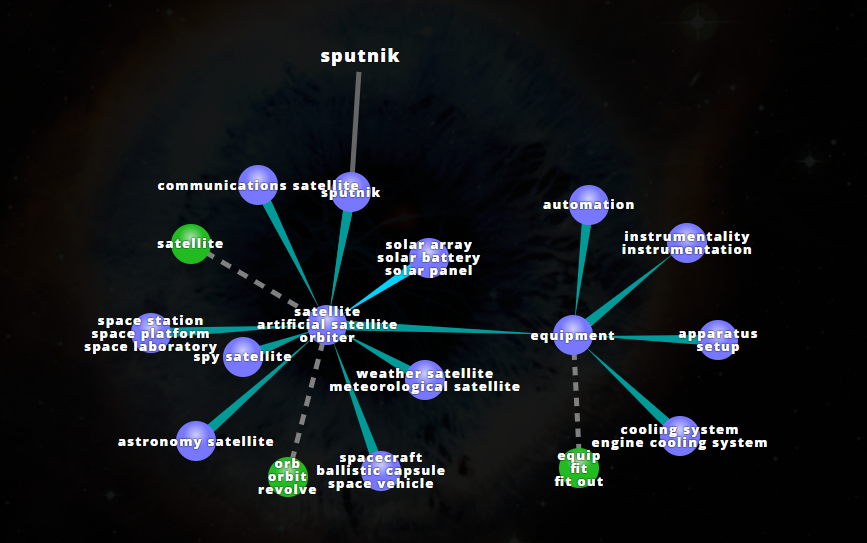 sputnik
communications satellite
sputnik
automation
satellite
solar array
solar battery
solar panel
instrumentality
instrumentation
satellite
artificial satellite
orbiter
space station
space platform
space laboratory
spy satellite
equipment
apparatus
setup
weather satellite
meteorological satellite
astronomy satellite
cooling system
engine cooling system
orb
orbit
revolve
spacecraft
ballistic capsule
space vehicle
equip
fit
fit out